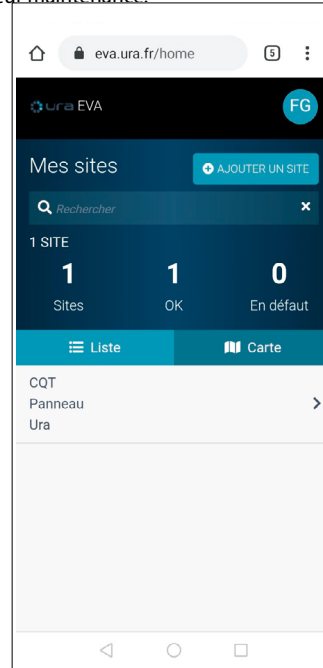 maintenance.
eva.ura.fr/home
5
ura EVA
FG
Mes sites
AJOUTER UN SITE
Rechercher
1 SITE
1 1 0
Sites OK En défaut
Liste Carte
CQT
Panneau
Ura